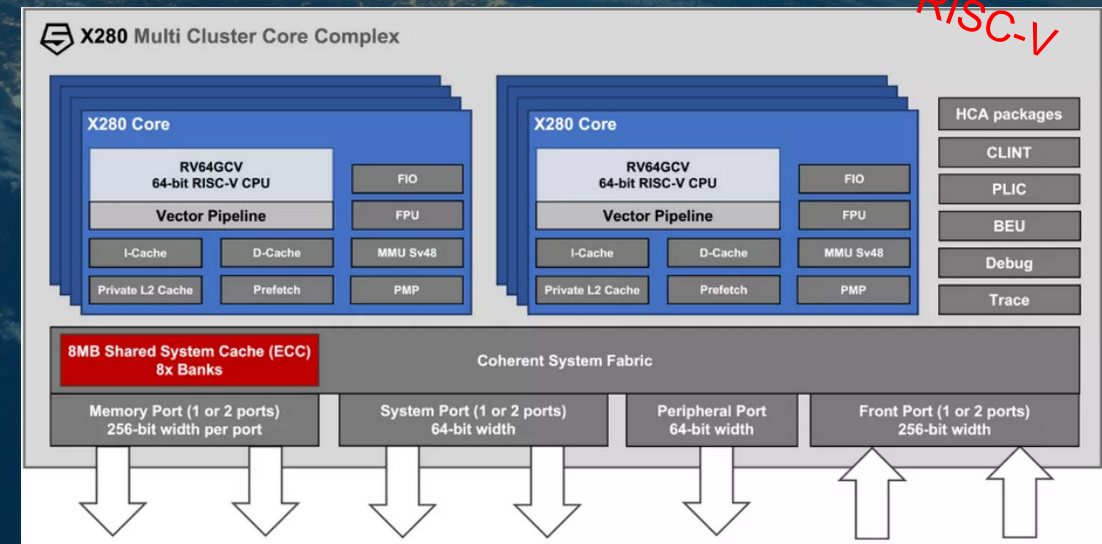 RISC-V
X280 Multi Cluster Core Complex
X280 Core
RV64GCV
64-bit RISC-V CPU
Vector Pipeline
I-Cache
D-Cache
Private L2 Cache
Prefetch
FIO
FPU
MMU Sv48
PMP
X280 Core
RV64GCV
64-bit RISC-V CPU
Vector Pipeline
I-Cache
D-Cache
Private L2 Cache
Prefetch
FIO
FPU
MMU Sv48
PMP
HCA packages
CLINT
PLIC
BEU
Debug
Trace
8MB Shared System Cache (ECC)
8x Banks
Coherent System Fabric
Memory Port (1 or 2 ports)
256-bit width per port
System Port (1 or 2 ports)
64-bit width
Peripheral Port
64-bit width
Front Port (1 or 2 ports)
256-bit width